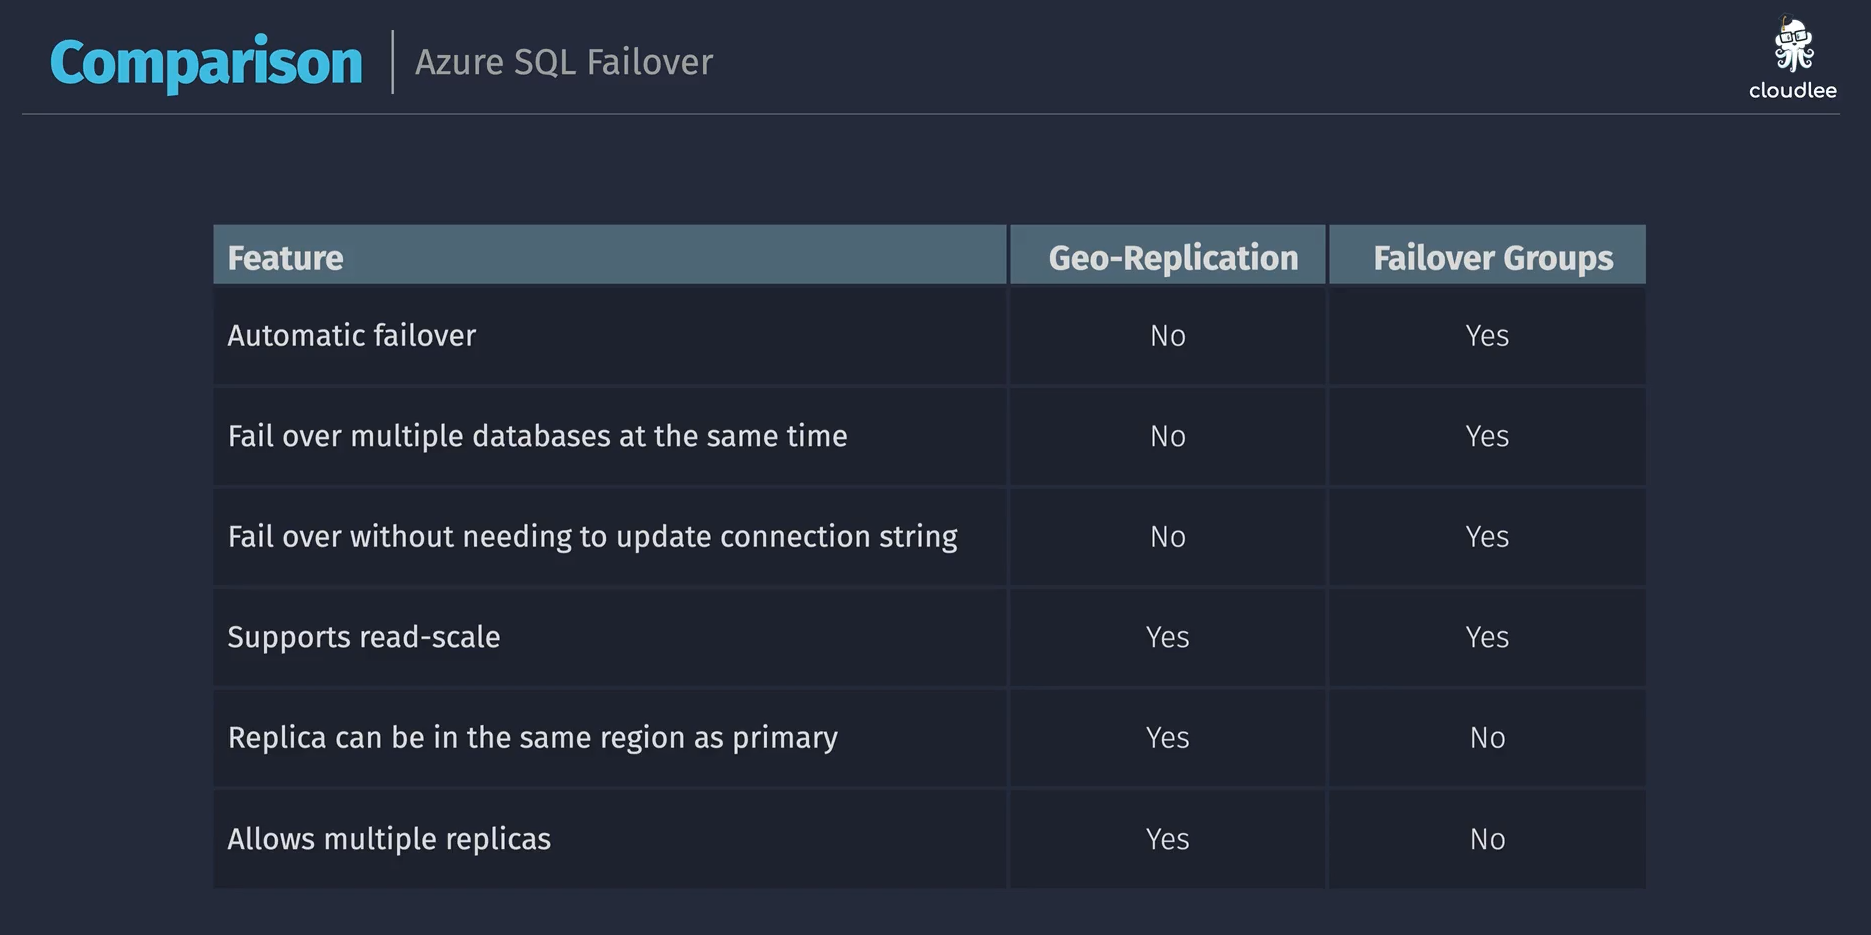 Comparison
Azure SQL Failover
cloudlee
Feature Geo-Replication Failover Groups
Automatic failover No Yes
Fail over multiple databases at the same time No Yes
Fail over without needing to update connection string No Yes
Supports read-scale Yes Yes
Replica can be in the same region as primary Yes No
Allows multiple replicas Yes No